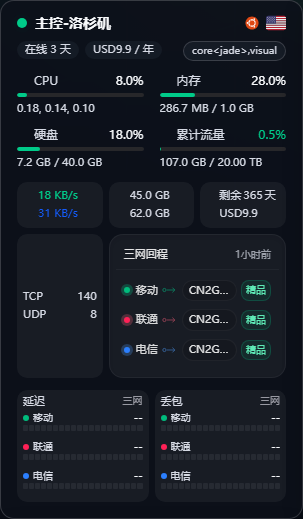 主控-洛杉矶
在线 3 天 USD9.9 / 年 core<jade>,visual
CPU 8.0% 内存 28.0%
0.18, 0.14, 0.10 286.7 MB / 1.0 GB
硬盘 18.0% 累计流量 0.5%
7.2 GB / 40.0 GB 107.0 GB / 20.00 TB
18 KB/s 45.0 GB 剩余 365 天
31 KB/s 62.0 GB USD9.9
三网回程 1小时前
TCP 140
UDP 8
移动 CN2G... 精品
联通 CN2G... 精品
电信 CN2G... 精品
延迟 三网 丢包 三网
移动 -- 移动 --
联通 -- 联通 --
电信 -- 电信 --